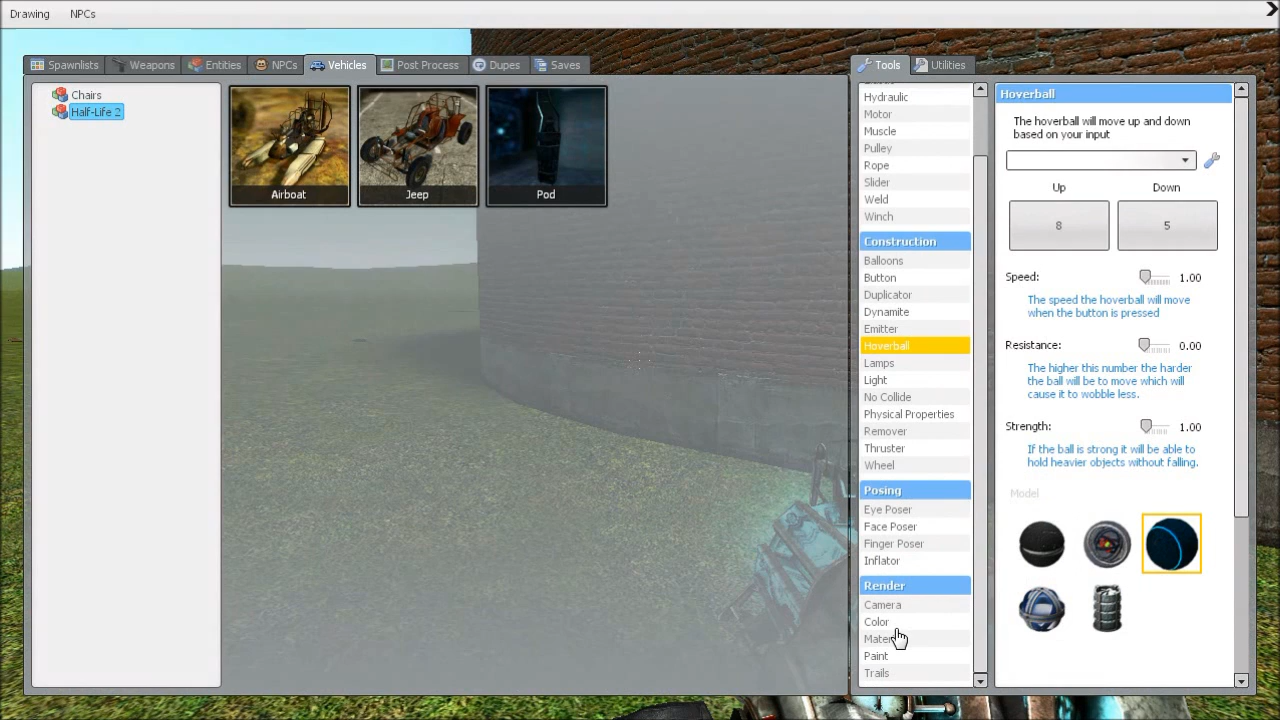 Drawing NPCs
Spawnlists Weapons Entities NPCs Vehicles Post Process Dupes Saves
Tools Utilities
Chairs
Half-Life 2
Airboat Jeep Pod
Hydraulic
Motor
Muscle
Pulley
Rope
Slider
Weld
Winch
Construction
Balloons
Button
Duplicator
Dynamite
Emitter
Hoverball
Lamps
Light
No Collide
Physical Properties
Remover
Thruster
Wheel
Posing
Eye Poser
Face Poser
Finger Poser
Inflator
Render
Camera
Color
Paint
Trails
Hoverball
The hoverball will move up and down
based on your input
Up Down
8 5
Speed: 1.00
The speed the hoverball will move
when the button is pressed
Resistance: 0.00
The higher this number the harder
the ball will be to move which will
cause it to wobble less.
Strength: 1.00
If the ball is strong it will be able to
hold heavier objects without falling.
Model